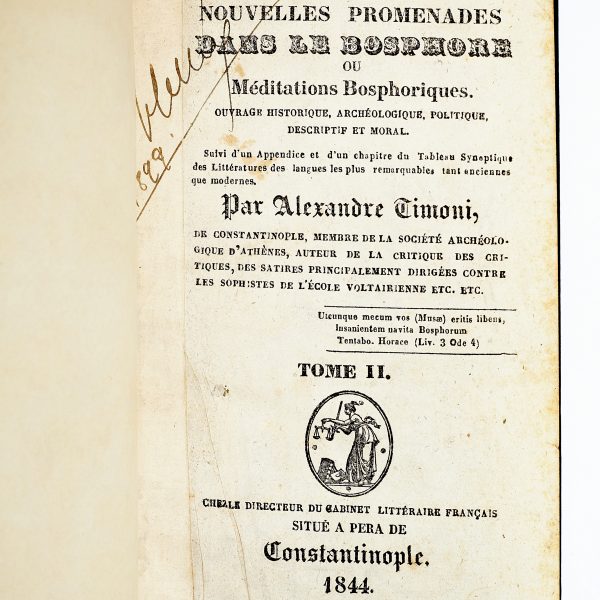 NOUVELLES PROMENADES
DANS LE BOSPHORE
OU
Méditations Bosphoriques.
OUVRAGE HISTORIQUE, ARCHÉOLOGIQUE, POLITIQUE,
DESCRIPTIF ET MORAL.
Suivi d'un Appendice et d'un chapitre du Tableau Synoptique
des Littératures des langues les plus remarquables tant anciennes
que modernes.
Par Alexandre Timoni,
DE CONSTANTINOPLE, MEMBRE DE LA SOCIÉTÉ ARCHÉOLO-
GIQUE D'ATHÈNES, AUTEUR DE LA CRITIQUE DES CRI-
TIQUES, DES SATIRES PRINCIPALEMENT DIRIGÉES CONTRE
LES SOPHISTES DE L'ÉCOLE VOLTAIRIENNE ETC. ETC.
Utcunque mecum vos (Musæ) eritis libens,
Insanientem navita Bosphorum
Tentabo. Horace (Liv. 3 Ode 4)
TOME II.
CHEZ LE DIRECTEUR DU CABINET LITTÉRAIRE FRANÇAIS
SITUÉ A PERA DE
Constantinople.
1844.
1899.